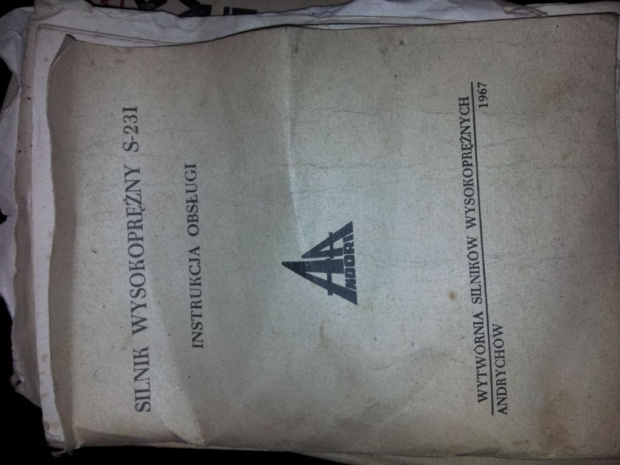 SILNIK WYSOKOPRĘŻNY S-231
INSTRUKCJA OBSŁUGI
ANDORIA
WYTWÓRNIA SILNIKÓW WYSOKOPRĘŻNYCH
ANDRYCHÓW 1967